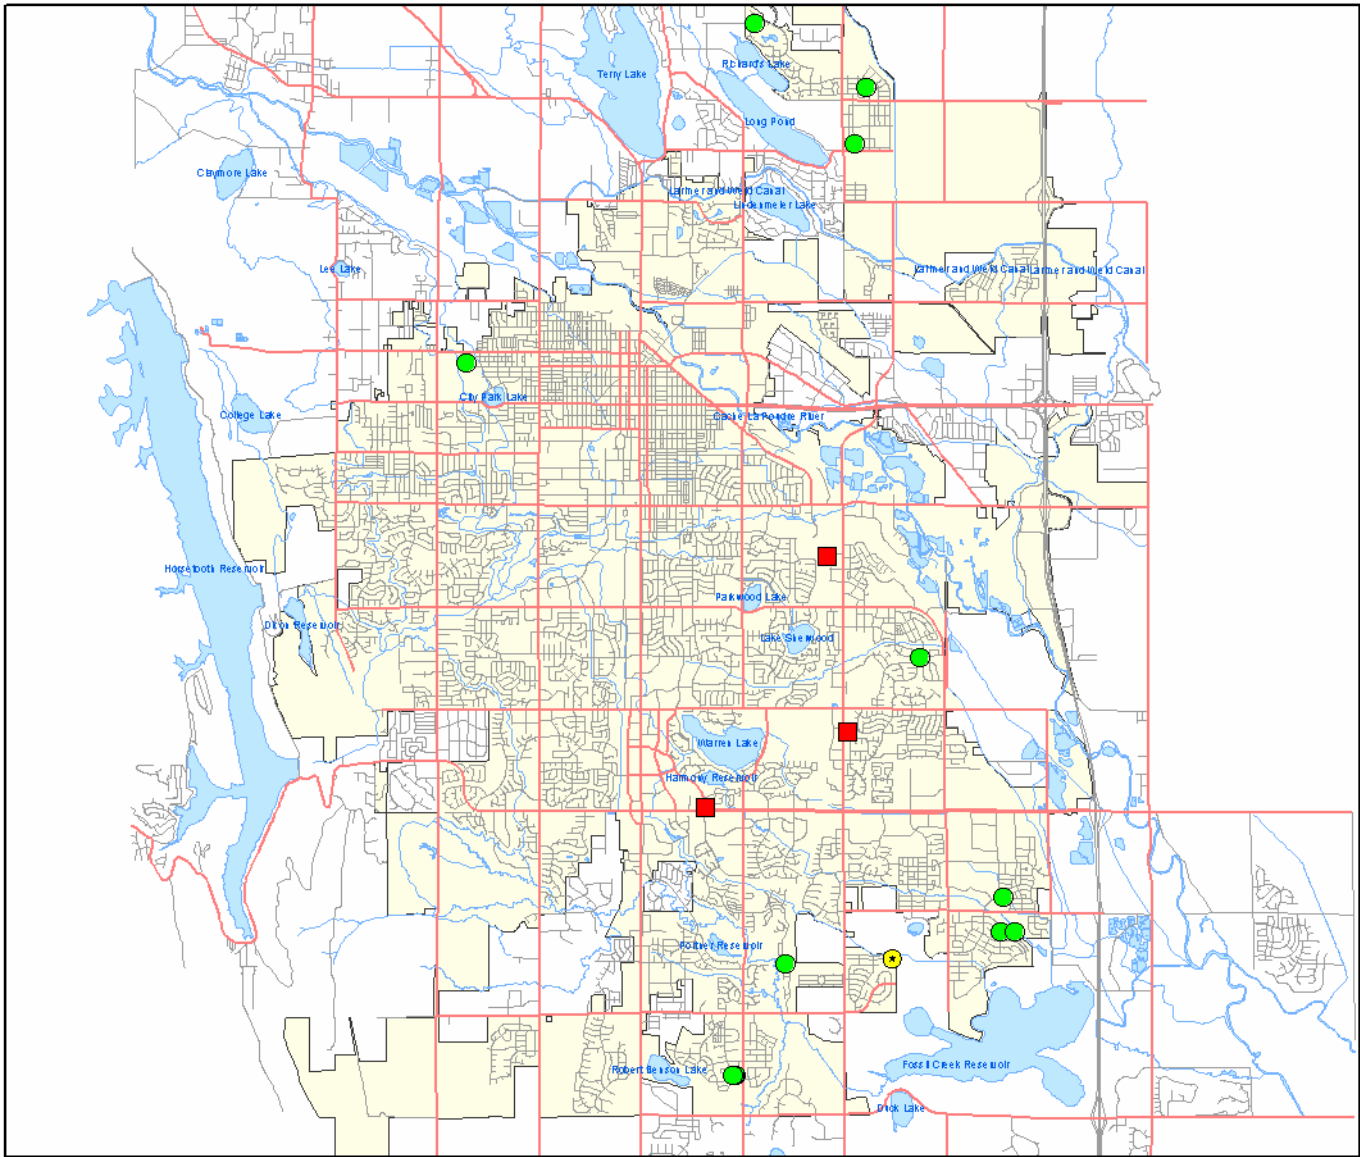 Richards Lake
Terry Lake
Long Pond
Claymore Lake
Larimer and Weld Canal
Lindenmeier Lake
Lee Lake
Larimer and Weld Canal
Larimer and Weld Canal
City Park Lake
College Lake
Cache La Poudre River
Horsetooth Reservoir
Parkwood Lake
Dixon Reservoir
Lake Sherwood
Warren Lake
Harmony Reservoir
Portner Reservoir
Robert Benson Lake
Fossil Creek Reservoir
Duck Lake